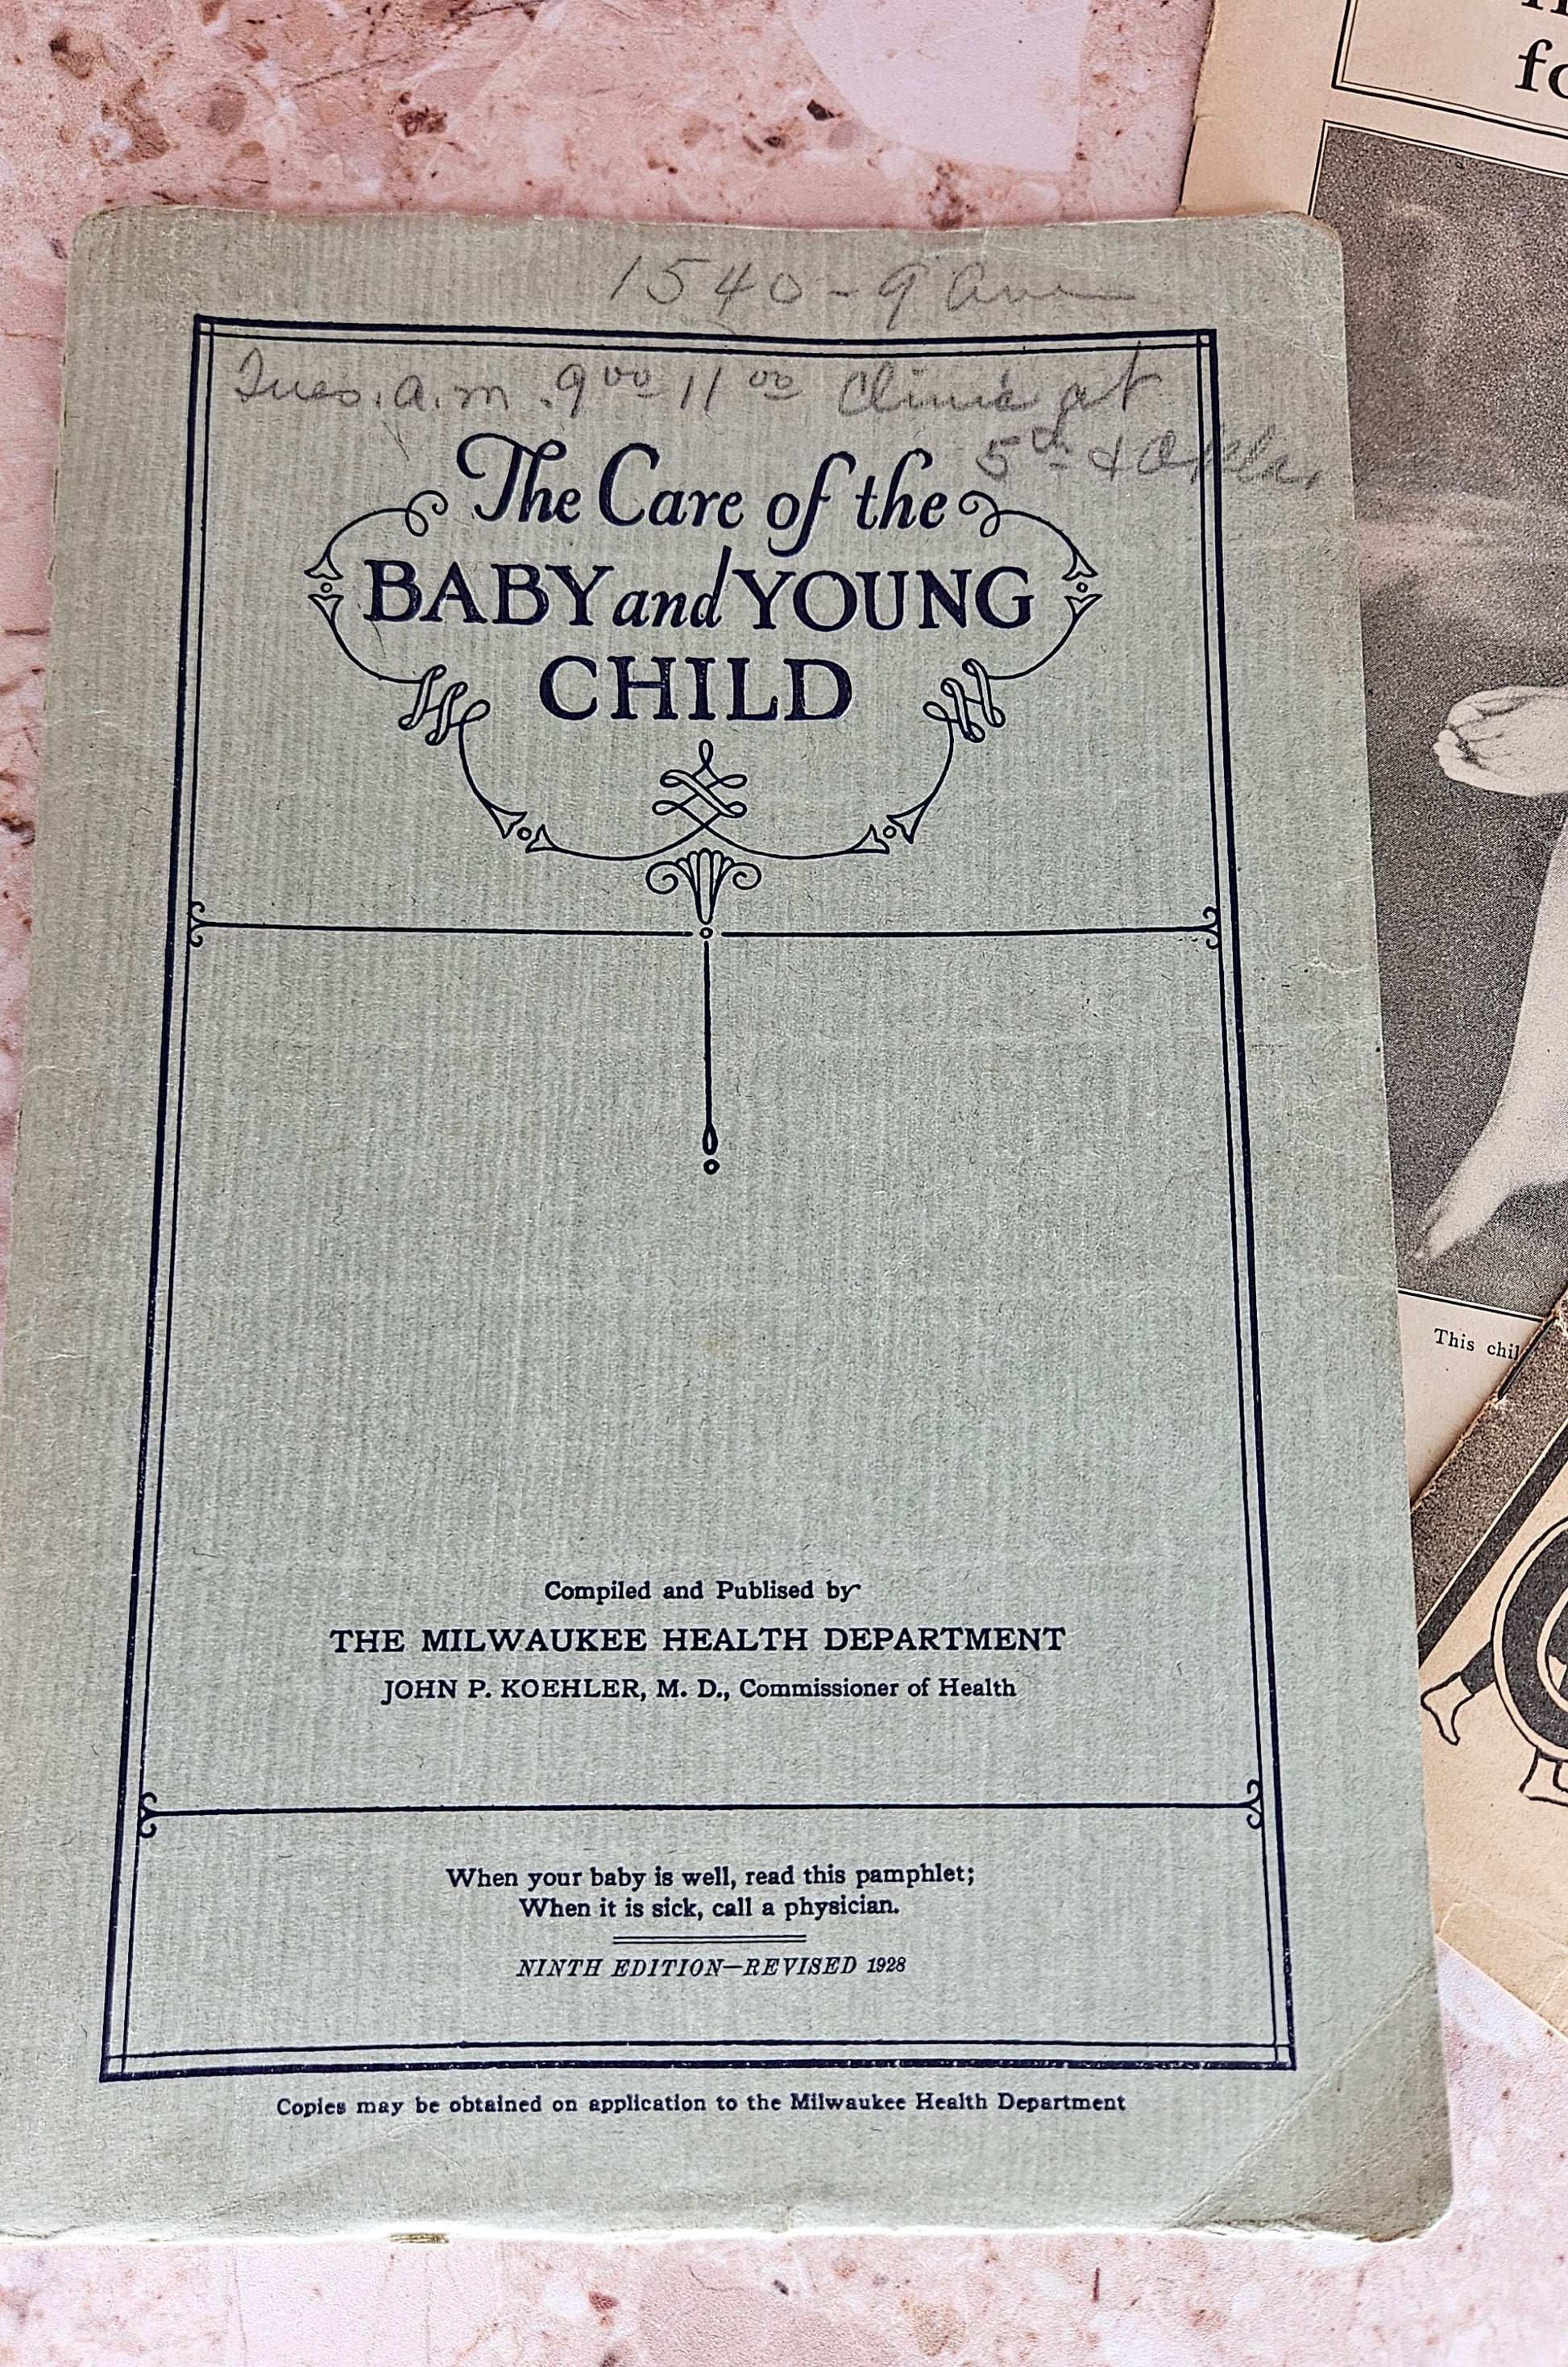 1540-9 Ave
Tues. a.m. 9 00 11 00 Clinic at
5th &
The Care of the
BABY and YOUNG
CHILD
Compiled and Publised by
THE MILWAUKEE HEALTH DEPARTMENT
JOHN P. KOEHLER, M. D., Commissioner of Health
When your baby is well, read this pamphlet;
When it is sick, call a physician.
NINTH EDITION—REVISED 1928
Copies may be obtained on application to the Milwaukee Health Department
fo
This chil